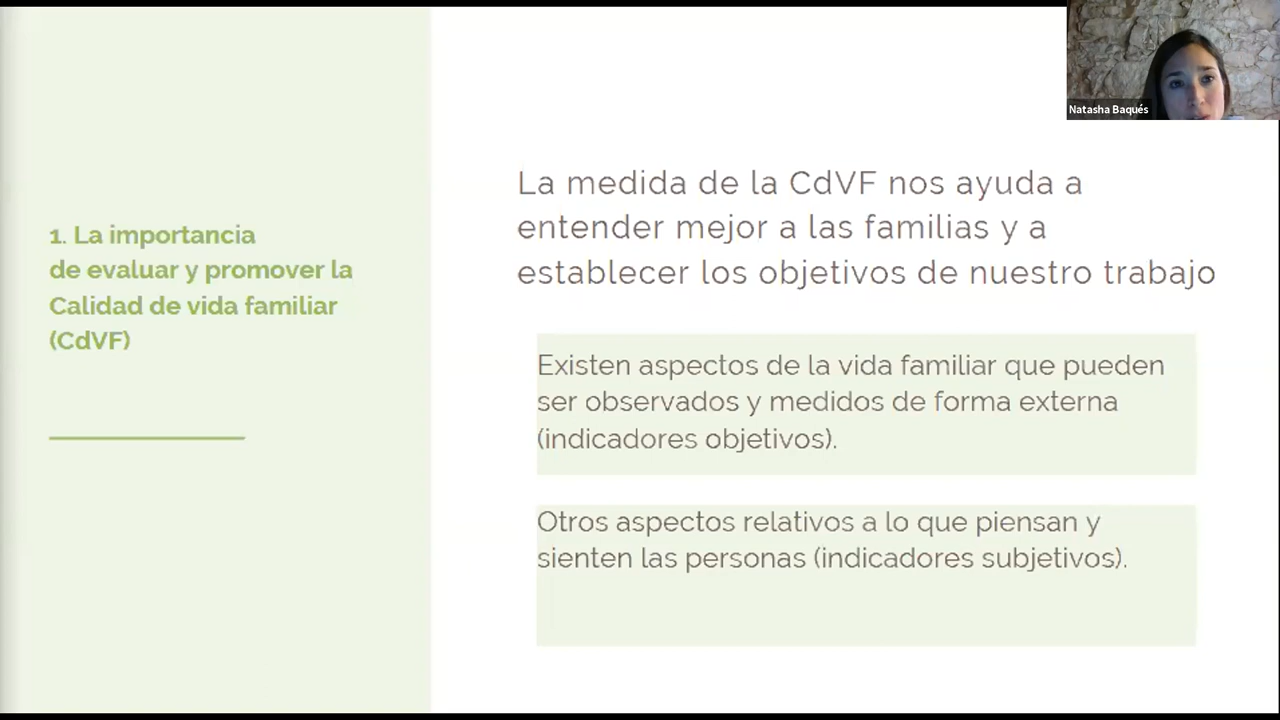 1. La importancia
de evaluar y promover la
Calidad de vida familiar
(CdVF)
La medida de la CdVF nos ayuda a
entender mejor a las familias y a
establecer los objetivos de nuestro trabajo
Existen aspectos de la vida familiar que pueden
ser observados y medidos de forma externa
(indicadores objetivos).
Otros aspectos relativos a lo que piensan y
sienten las personas (indicadores subjetivos).
Natasha Baqués